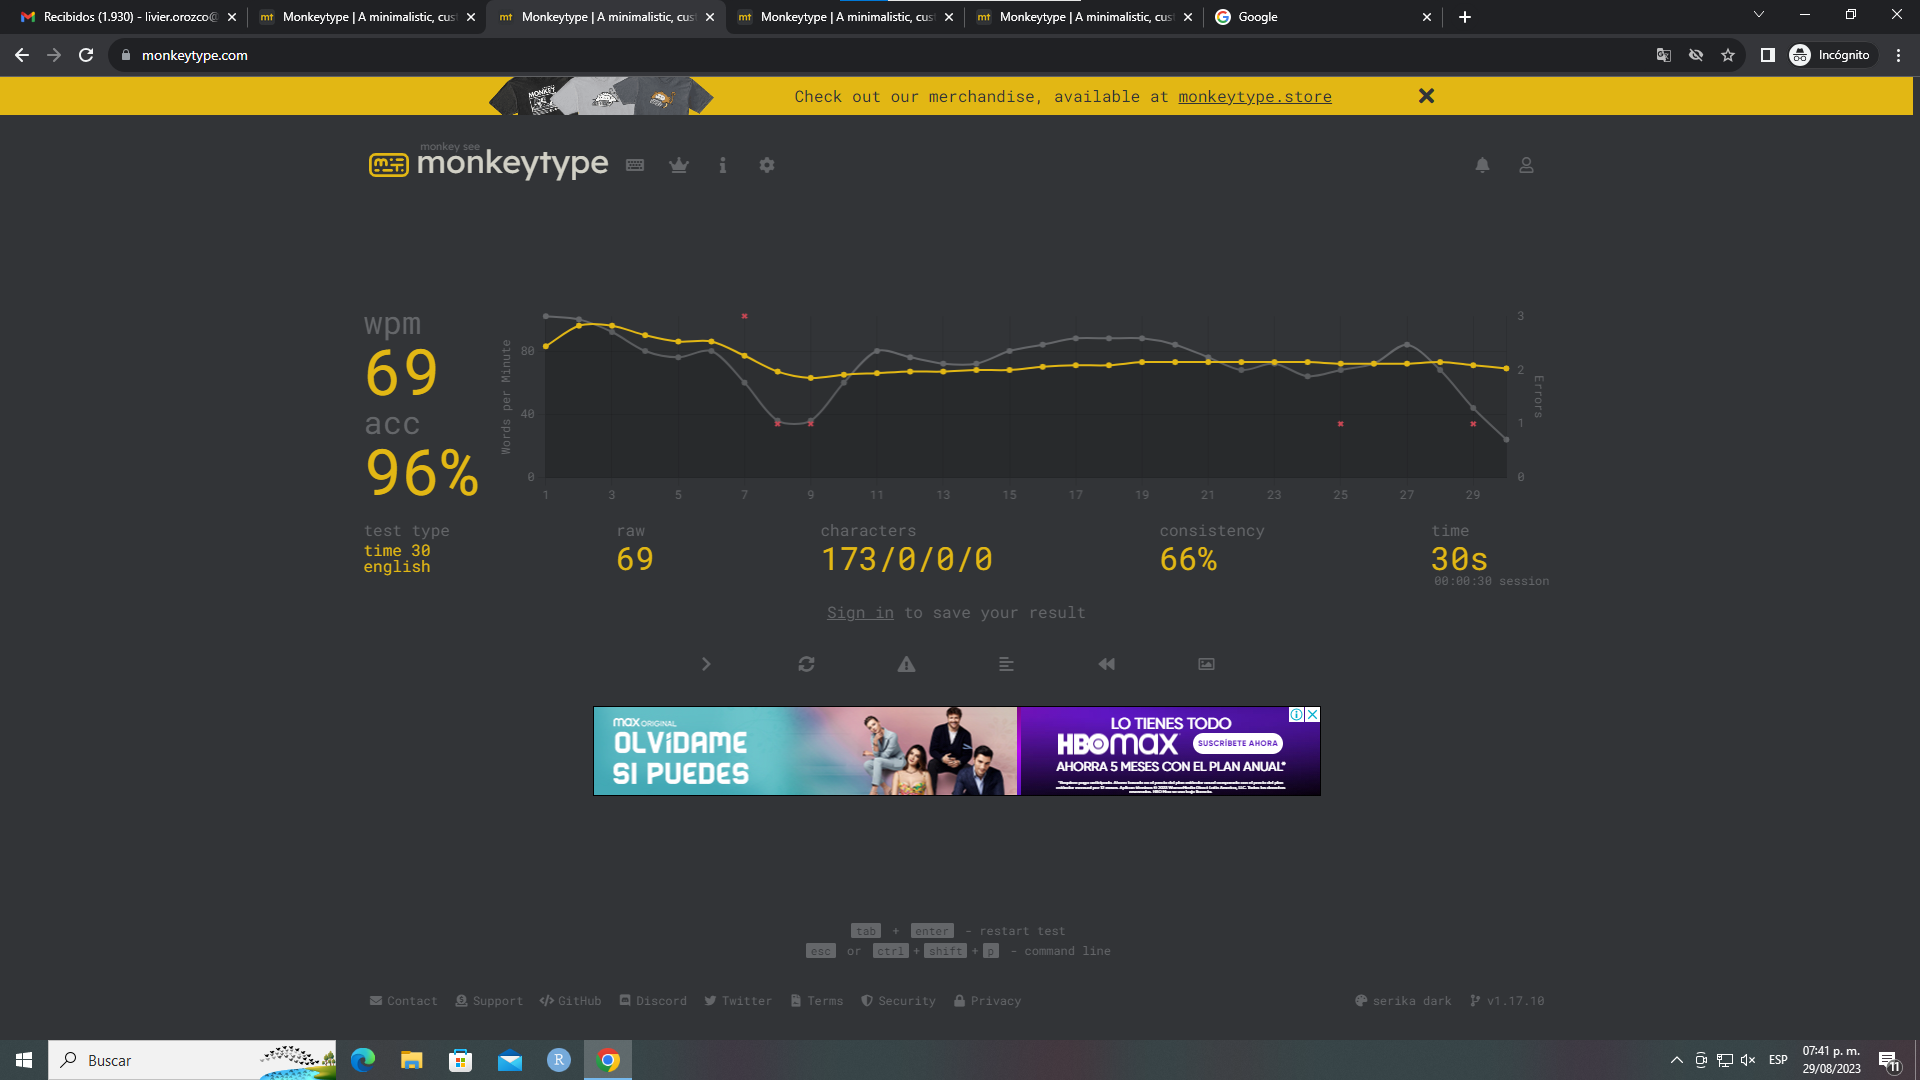 Recibidos (1.930) - livier.orozco@
Monkeytype | A minimalistic, cus
Monkeytype | A minimalistic, cus
Monkeytype | A minimalistic, cus
Monkeytype | A minimalistic, cus
Google
monkeytype.com
Incógnito
Check out our merchandise, available at monkeytype.store
monkey see
monkeytype
wpm
69
acc
96%
Words per Minute
80
40
0
3
2
1
0
Errors
1 3 5 7 9 11 13 15 17 19 21 23 25 27 29
test type
time 30
english
raw
69
characters
173/0/0/0
consistency
66%
time
30s
00:00:30 session
Sign in to save your result
max ORIGINAL
OLVÍDAME
SI PUEDES
LO TIENES TODO
HBOmax SUSCRÍBETE AHORA
AHORRA 5 MESES CON EL PLAN ANUAL*
tab + enter - restart test
esc or ctrl + shift + p - command line
Contact Support GitHub Discord Twitter Terms Security Privacy
serika dark v1.17.10
Buscar
ESP
07:41 p. m.
29/08/2023
11